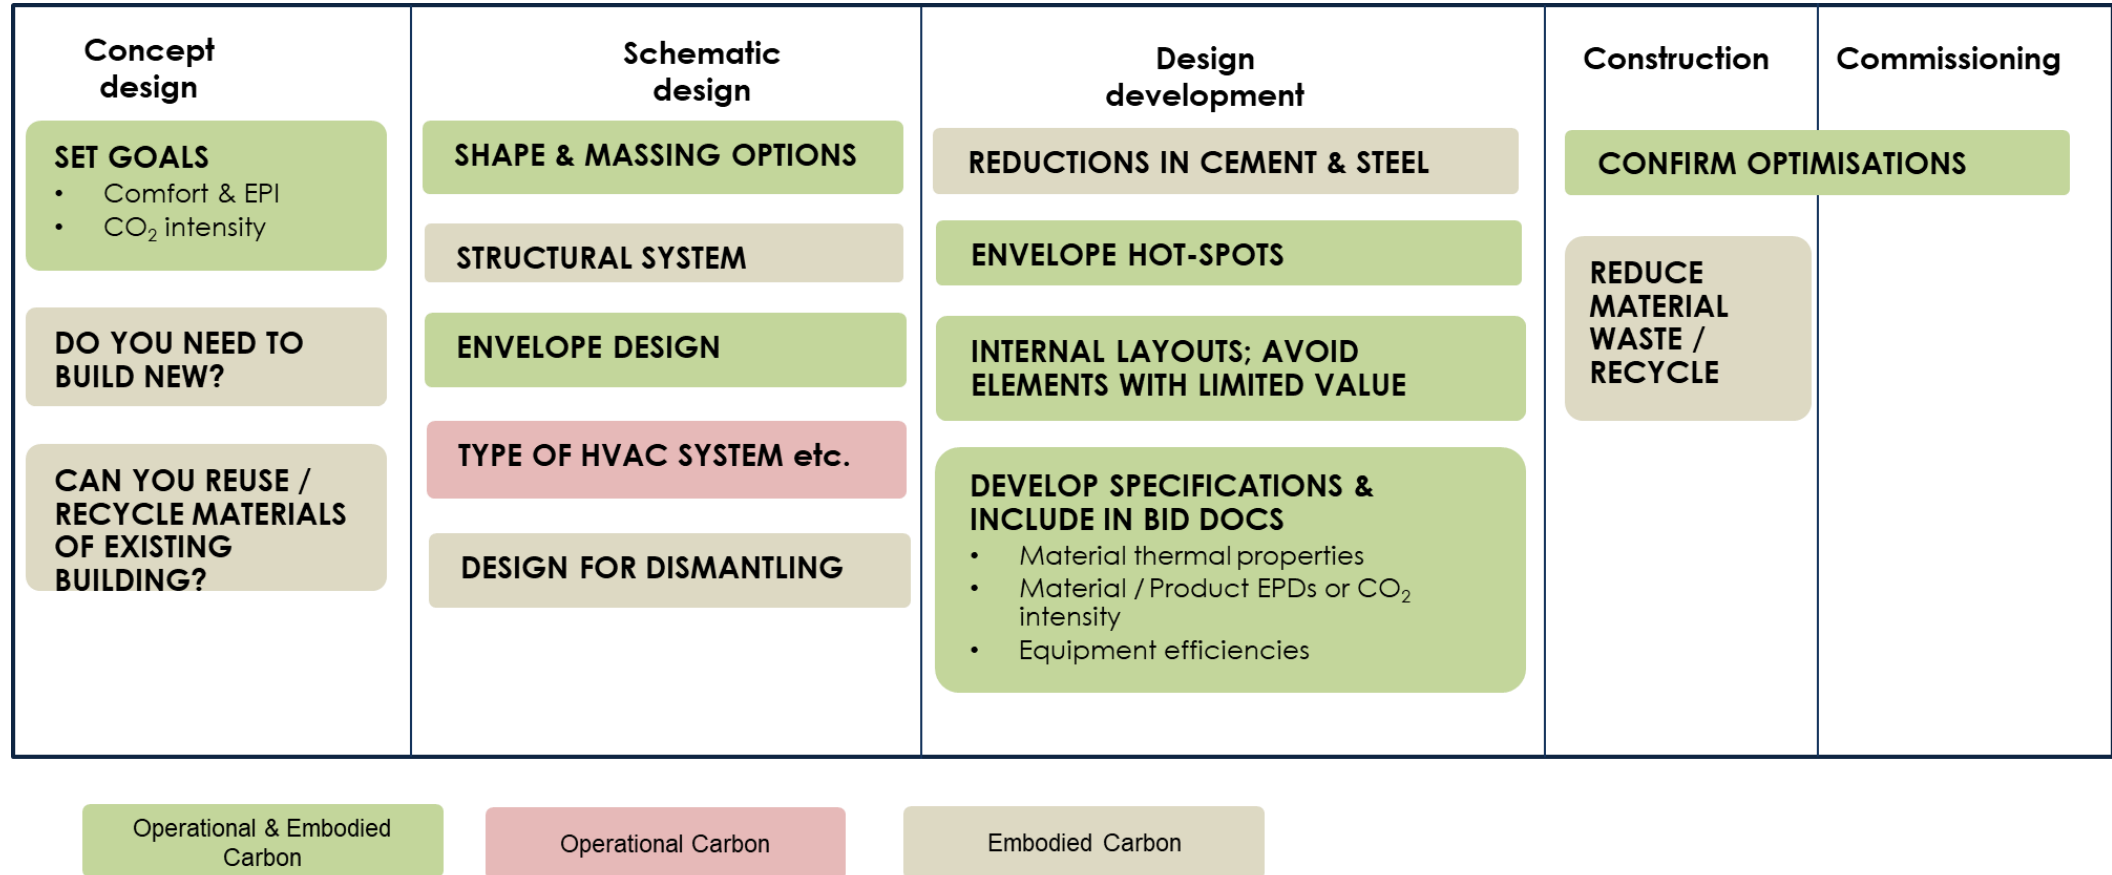 Concept
design
SET GOALS
• Comfort & EPI
• CO₂ intensity
DO YOU NEED TO
BUILD NEW?
CAN YOU REUSE /
RECYCLE MATERIALS
OF EXISTING
BUILDING?
Schematic
design
SHAPE & MASSING OPTIONS
STRUCTURAL SYSTEM
ENVELOPE DESIGN
TYPE OF HVAC SYSTEM etc.
DESIGN FOR DISMANTLING
Design
development
REDUCTIONS IN CEMENT & STEEL
ENVELOPE HOT-SPOTS
INTERNAL LAYOUTS; AVOID
ELEMENTS WITH LIMITED VALUE
DEVELOP SPECIFICATIONS &
INCLUDE IN BID DOCS
• Material thermal properties
• Material / Product EPDs or CO₂
intensity
• Equipment efficiencies
Construction
Commissioning
CONFIRM OPTIMISATIONS
REDUCE
MATERIAL
WASTE /
RECYCLE
Operational & Embodied
Carbon
Operational Carbon
Embodied Carbon